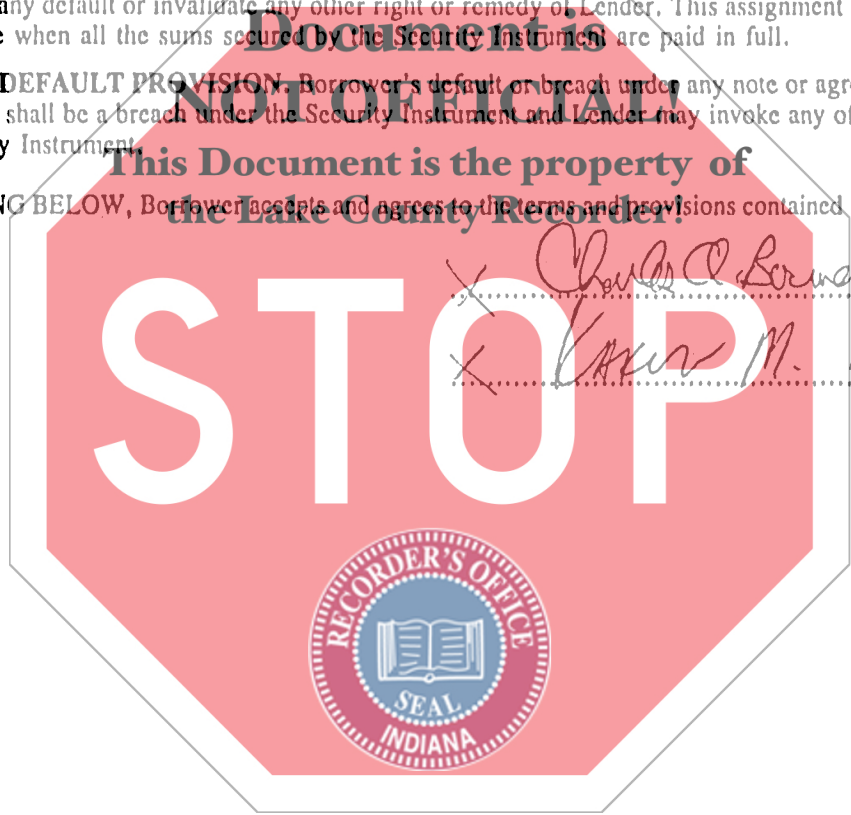 any default or invalidate any other right or remedy of Lender. This assignment
when all the sums secured by the Security Instrument are paid in full.
Document is
DEFAULT PROVISION. Borrower's default or breach under any note or
NOT OFFICIAL!
shall be a breach under the Security Instrument and Lender may invoke any of
Instrument.
This Document is the property of
BELOW, Borrower accepts and agrees to the terms and provisions contained
the Lake County Recorder!
X Charles A.
X Karen M.
STOP
RECORDER'S OFFICE
SEAL
INDIANA